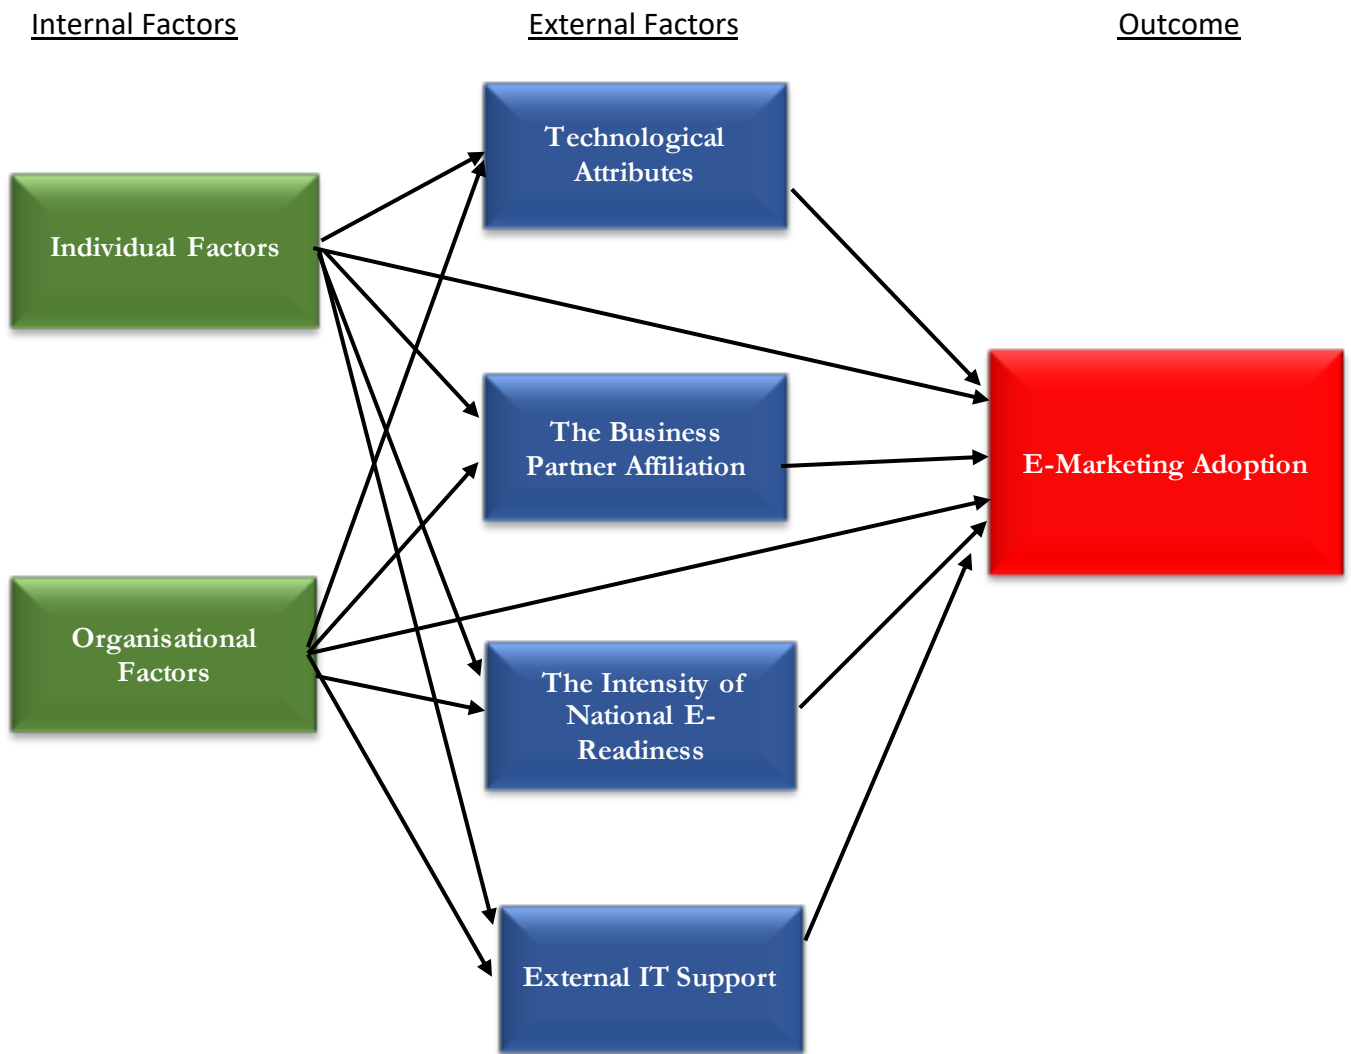 Internal Factors
External Factors
Outcome
Technological
Attributes
Individual Factors
The Business
Partner Affiliation
E-Marketing Adoption
Organisational
Factors
The Intensity of
National E-
Readiness
External IT Support